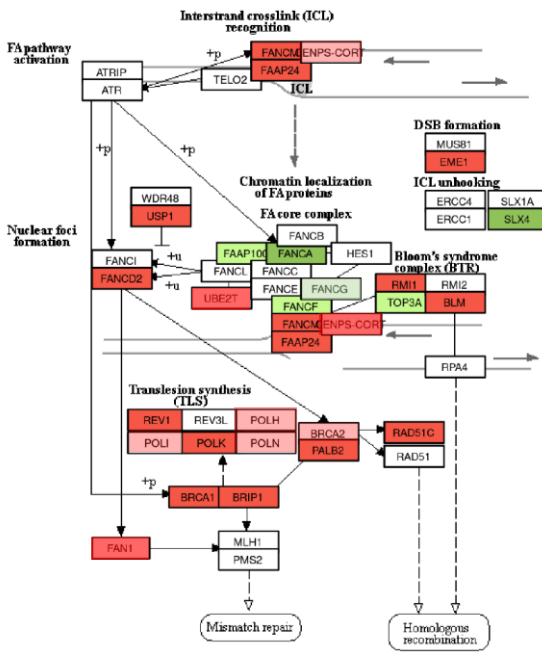 Interstrand crosslink (ICL)
recognition
FA pathway
activation
+p
FANCM
ENPS-CORT
ATRIP
ATR
TELO2
FAAP24
ICL
DSB formation
MUS81
EME1
+p
+p
Chromatin localization
of FA proteins
ICL unhooking
ERCC4
SLX1A
ERCC1
SLX4
WDR48
USP1
FA core complex
Nuclear foci
formation
FANCB
FAAP100
FANCA
HES1
Bloom's syndrome
complex (BTR)
FANCI
FANCD2
+u
+u
FANCL
FANCC
FANCE
FANCG
UBE2T
FANCF
RMI1
RMI2
TOP3A
BLM
FANCM
ENPS-CORT
FAAP24
RPA4
Translesion synthesis
(TLS)
REV1
REV3L
POLH
POLI
POLK
POLN
BRCA2
PALB2
RAD51C
RAD51
+p
BRCA1
BRIP1
FAN1
MLH1
PMS2
Mismatch repair
Homologous
recombination